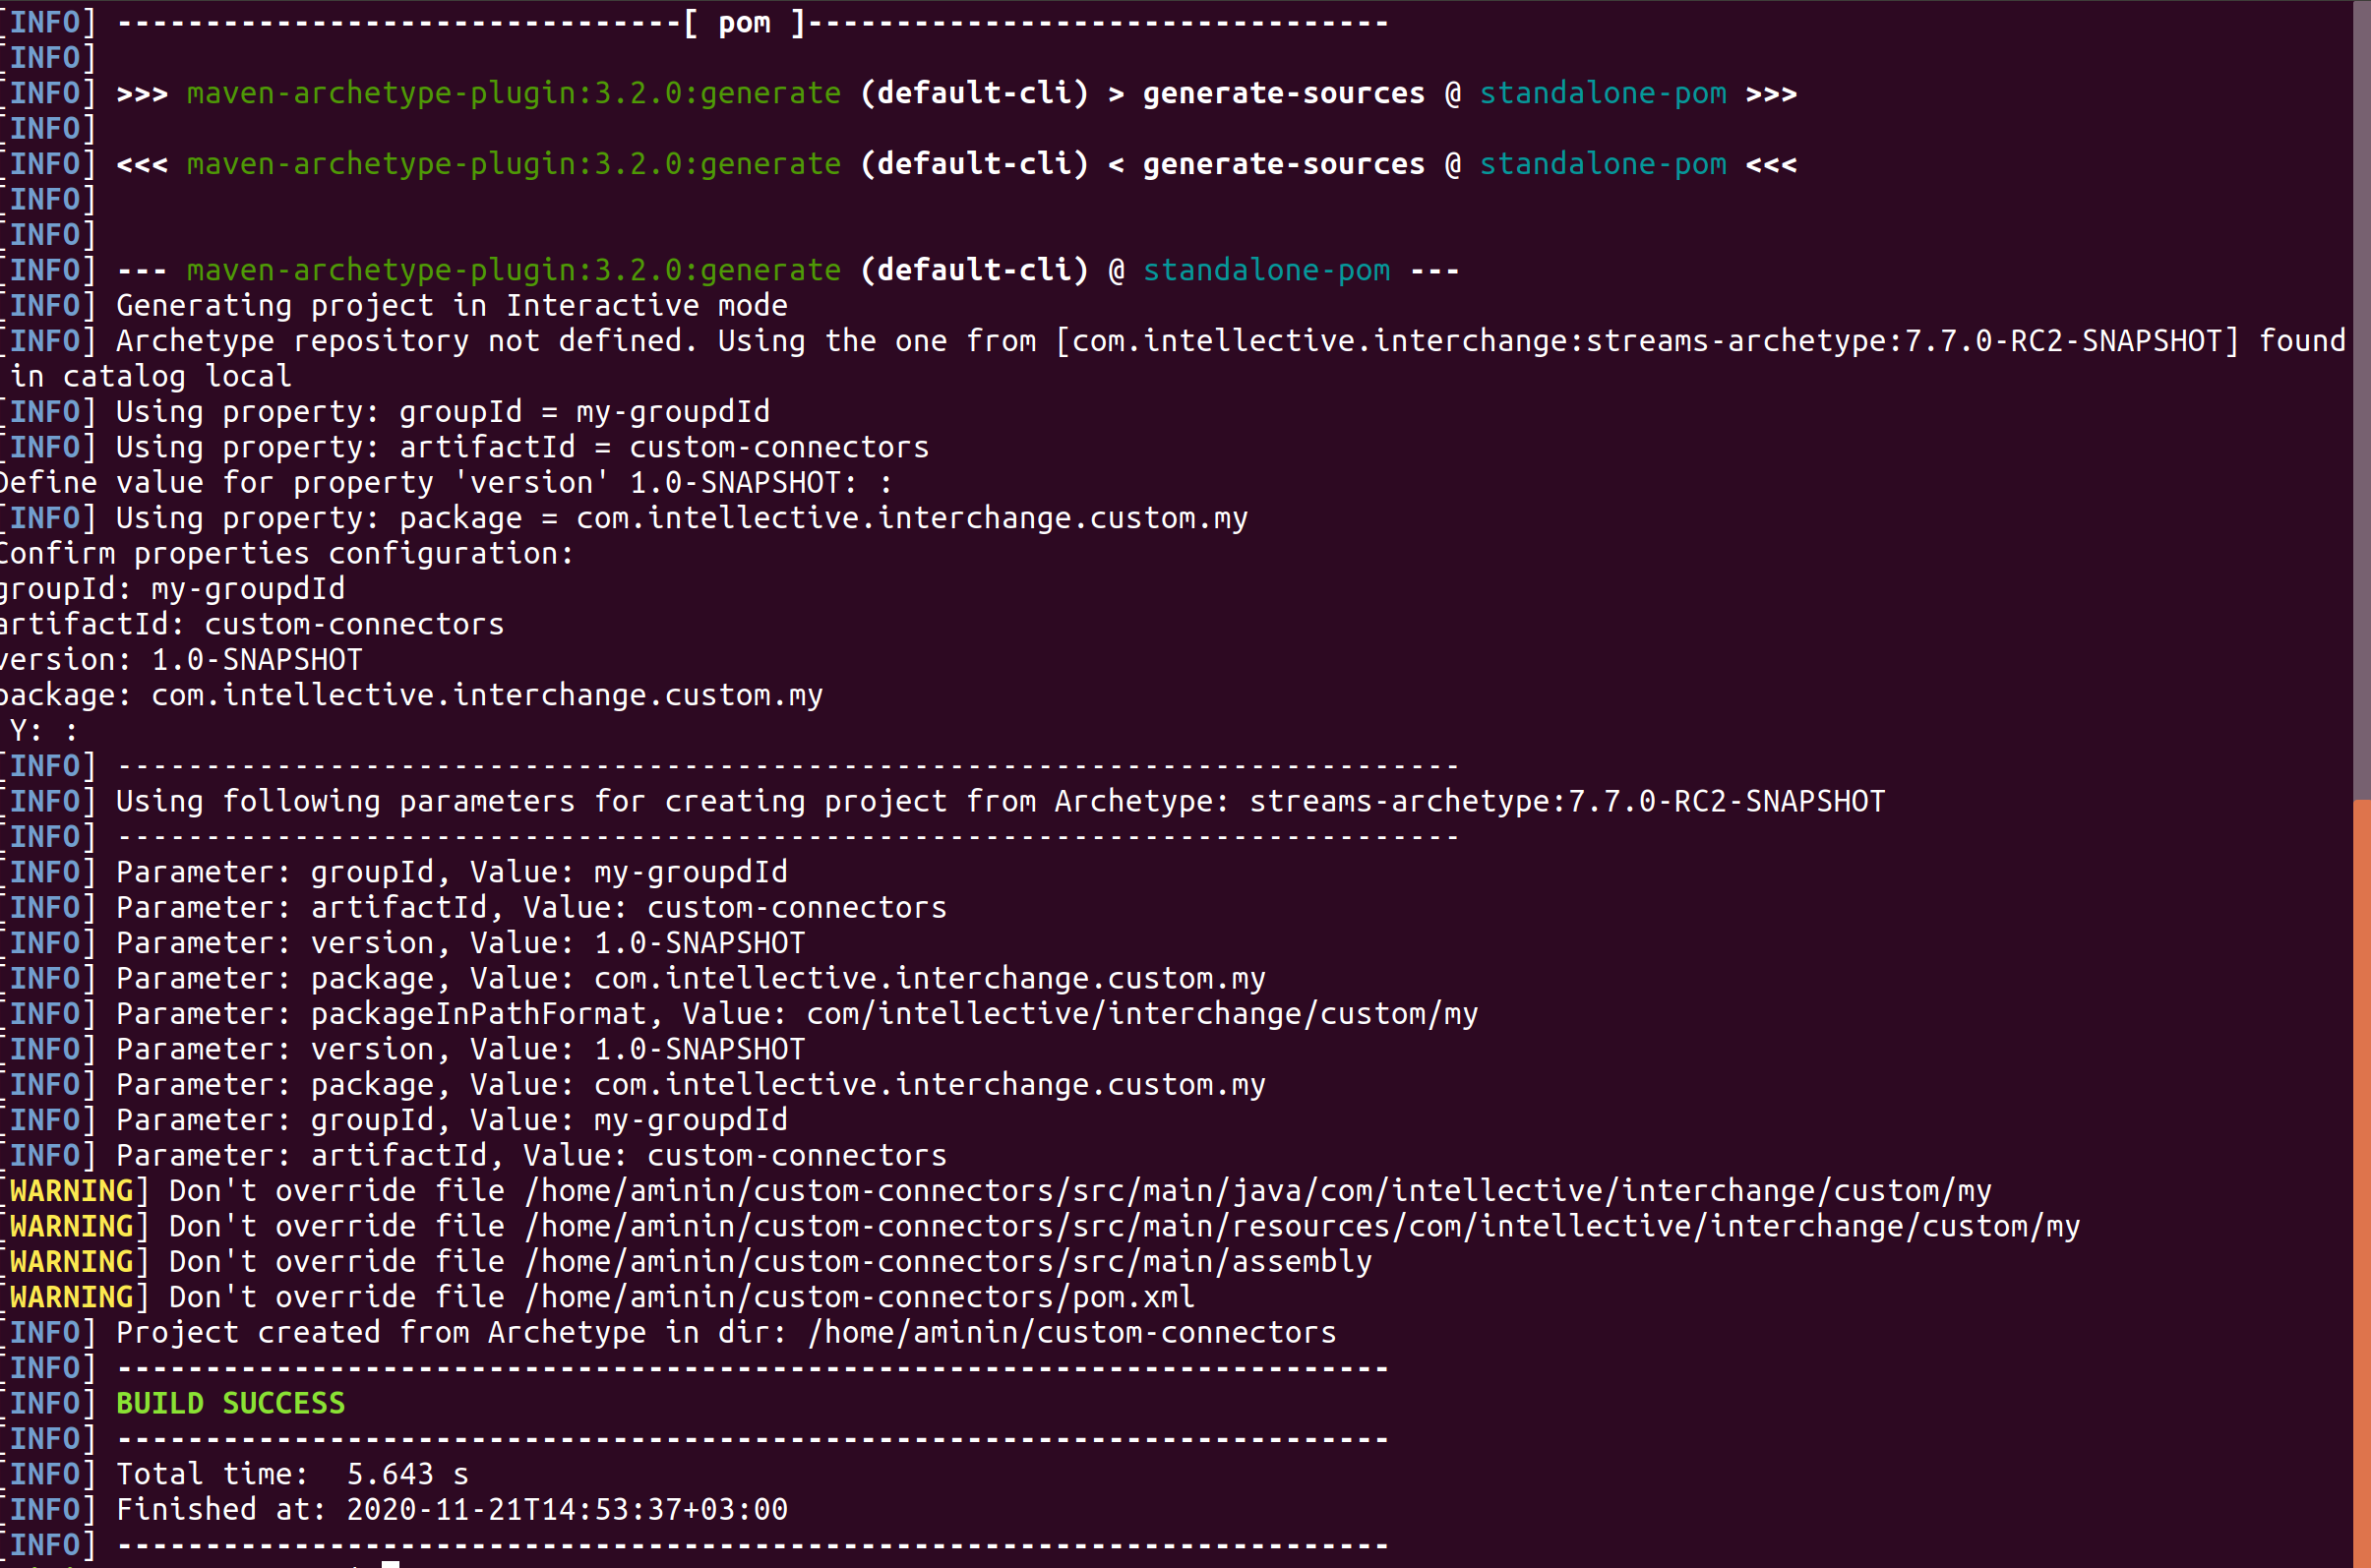 [INFO] --------------------------------[ pom ]---------------------------------
[INFO]
[INFO] >>> maven-archetype-plugin:3.2.0:generate (default-cli) > generate-sources @ standalone-pom >>>
[INFO]
[INFO] <<< maven-archetype-plugin:3.2.0:generate (default-cli) < generate-sources @ standalone-pom <<<
[INFO]
[INFO]
[INFO] --- maven-archetype-plugin:3.2.0:generate (default-cli) @ standalone-pom ---
[INFO] Generating project in Interactive mode
[INFO] Archetype repository not defined. Using the one from [com.intellective.interchange:streams-archetype:7.7.0-RC2-SNAPSHOT] found
in catalog local
[INFO] Using property: groupId = my-groupdId
[INFO] Using property: artifactId = custom-connectors
Define value for property 'version' 1.0-SNAPSHOT: :
[INFO] Using property: package = com.intellective.interchange.custom.my
Confirm properties configuration:
groupId: my-groupdId
artifactId: custom-connectors
version: 1.0-SNAPSHOT
package: com.intellective.interchange.custom.my
Y: :
[INFO] ----------------------------------------------------------------------------
[INFO] Using following parameters for creating project from Archetype: streams-archetype:7.7.0-RC2-SNAPSHOT
[INFO] ----------------------------------------------------------------------------
[INFO] Parameter: groupId, Value: my-groupdId
[INFO] Parameter: artifactId, Value: custom-connectors
[INFO] Parameter: version, Value: 1.0-SNAPSHOT
[INFO] Parameter: package, Value: com.intellective.interchange.custom.my
[INFO] Parameter: packageInPathFormat, Value: com/intellective/interchange/custom/my
[INFO] Parameter: version, Value: 1.0-SNAPSHOT
[INFO] Parameter: package, Value: com.intellective.interchange.custom.my
[INFO] Parameter: groupId, Value: my-groupdId
[INFO] Parameter: artifactId, Value: custom-connectors
[WARNING] Don't override file /home/aminin/custom-connectors/src/main/java/com/intellective/interchange/custom/my
[WARNING] Don't override file /home/aminin/custom-connectors/src/main/resources/com/intellective/interchange/custom/my
[WARNING] Don't override file /home/aminin/custom-connectors/src/main/assembly
[WARNING] Don't override file /home/aminin/custom-connectors/pom.xml
[INFO] Project created from Archetype in dir: /home/aminin/custom-connectors
[INFO] ------------------------------------------------------------------------
[INFO] BUILD SUCCESS
[INFO] ------------------------------------------------------------------------
[INFO] Total time:  5.643 s
[INFO] Finished at: 2020-11-21T14:53:37+03:00
[INFO] ------------------------------------------------------------------------